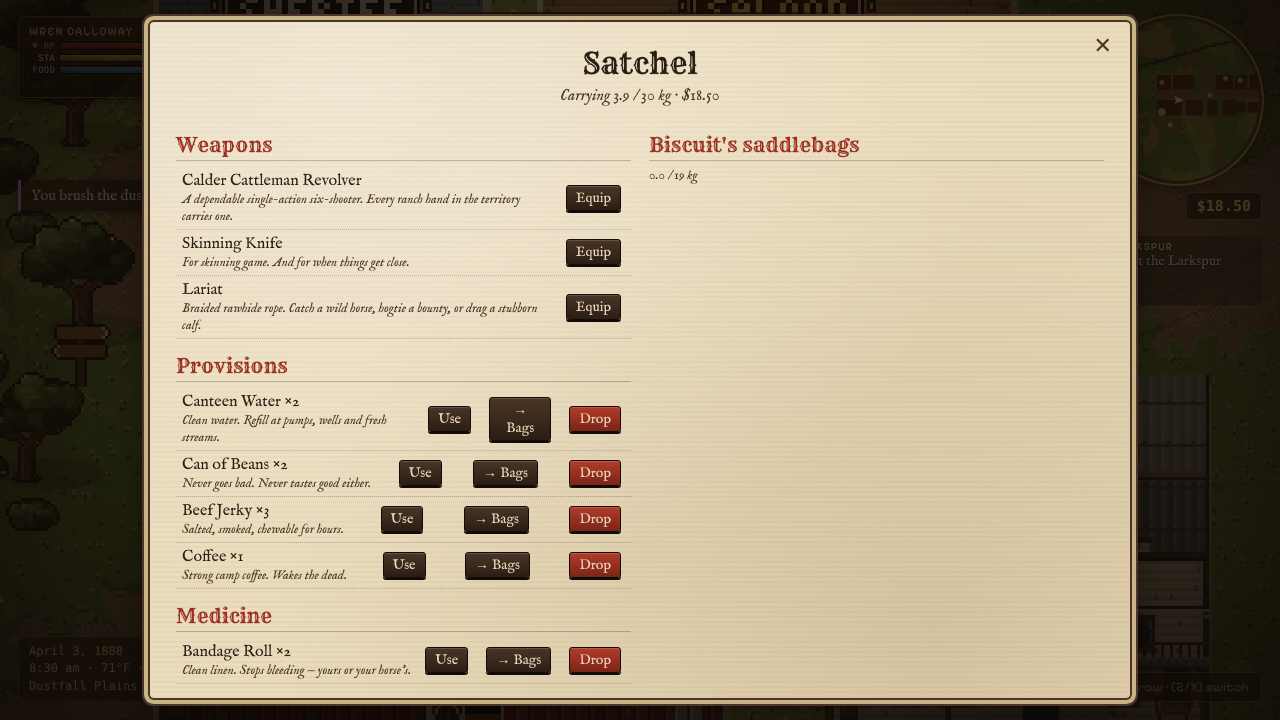 WREN CALLOWAY
♥ HP
STA
FOOD
Satchel
×
Carrying 3.9 /30 kg · $18.50
Weapons
Calder Cattleman Revolver
A dependable single-action six-shooter. Every ranch hand in the territory
carries one.
Equip
Skinning Knife
For skinning game. And for when things get close.
Equip
Lariat
Braided rawhide rope. Catch a wild horse, hogtie a bounty, or drag a stubborn
calf.
Equip
Provisions
Canteen Water ×2
Clean water. Refill at pumps, wells and fresh
streams.
Use
→
Bags
Drop
Can of Beans ×2
Never goes bad. Never tastes good either.
Use
→ Bags
Drop
Beef Jerky ×3
Salted, smoked, chewable for hours.
Use
→ Bags
Drop
Coffee ×1
Strong camp coffee. Wakes the dead.
Use
→ Bags
Drop
Medicine
Bandage Roll ×2
Clean linen. Stops bleeding — yours or your horse's.
Use
→ Bags
Drop
Biscuit's saddlebags
0.0 /19 kg
You brush the dus
$18.50
KSPUR
t the Larkspur
April 3, 1888
8:30 am · 71°F ·
Dustfall Plains
raw · (2/X) switch